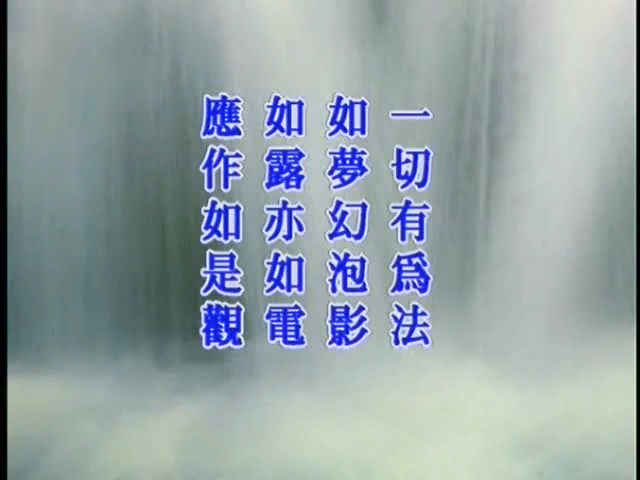 一切有爲法
如夢幻泡影
如露亦如電
應作如是觀